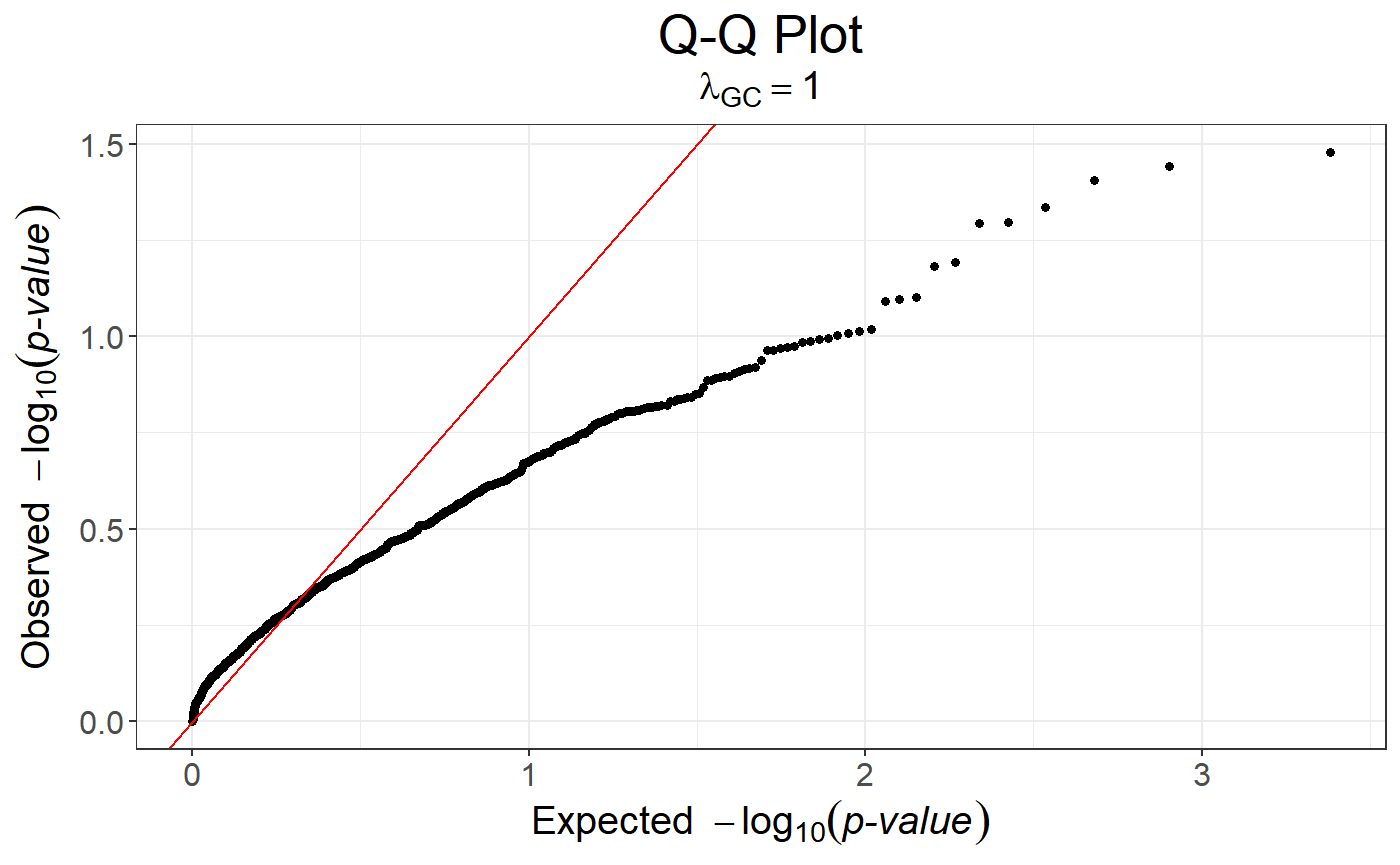 Q-Q Plot
λGC = 1
Observed −log10(p-value)
1.5
1.0
0.5
0.0
0 1 2 3
Expected −log10(p-value)